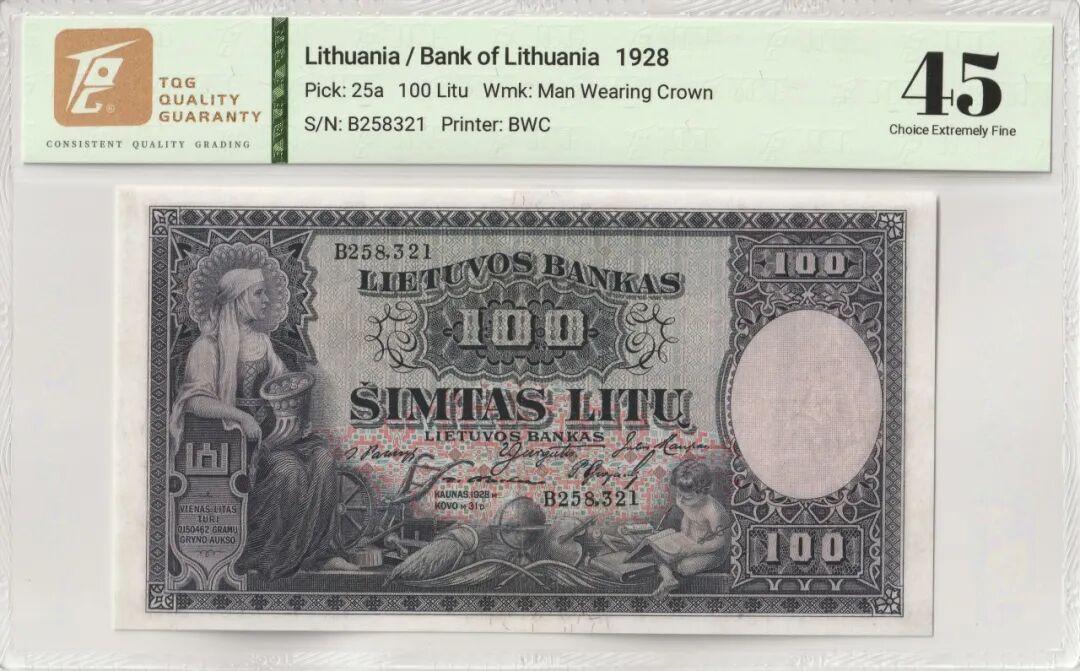 TQG
QUALITY
GUARANTY
CONSISTENT QUALITY GRADING
Lithuania / Bank of Lithuania 1928
Pick: 25a 100 Litu Wmk: Man Wearing Crown
S/N: B258321 Printer: BWC
45
Choice Extremely Fine
B258,321
LIETUVOS BANKAS
100
100
ŠIMTAS LITŲ
LIETUVOS BANKAS
KAUNAS, 1928 M.
KOVO M 31 D.
B258,321
VIENAS LITAS
TURI
0,150462 GRAMŲ
GRYNO AUKSO
100